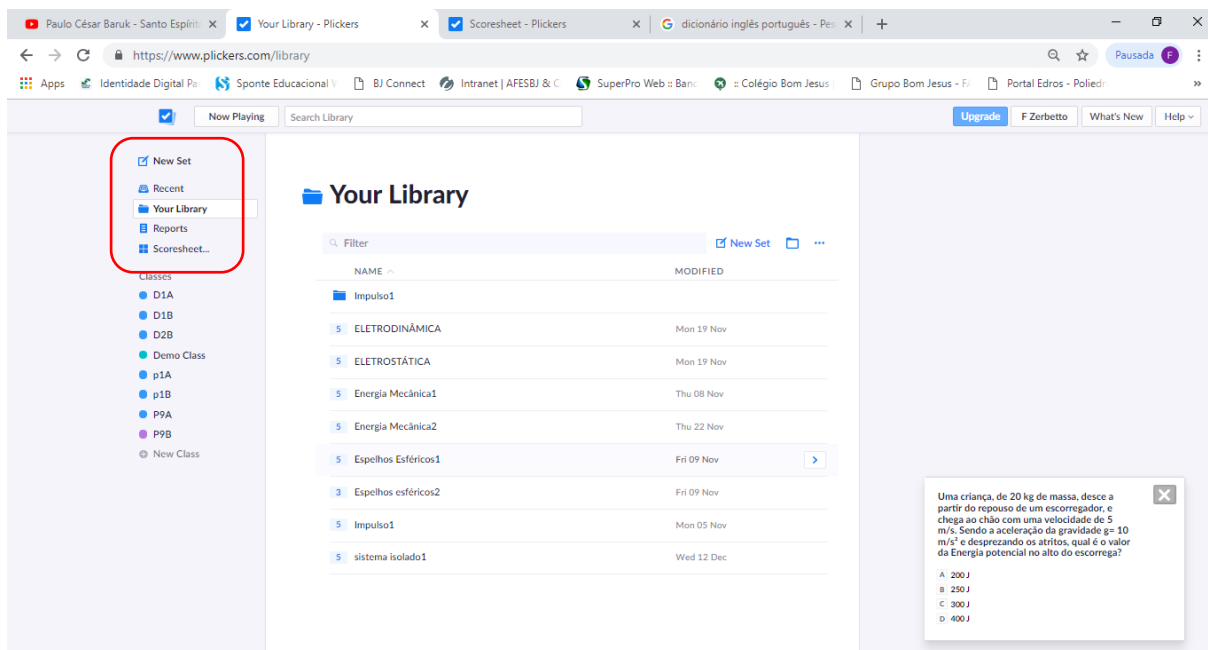 Paulo César Baruk - Santo Espírit
Your Library - Plickers
Scoresheet - Plickers
dicionário inglês português - Pes
https://www.plickers.com/library
Pausada F
Apps
Identidade Digital Pa
Sponte Educacional V
BJ Connect
Intranet | AFESBJ & C
SuperPro Web :: Banc
:: Colégio Bom Jesus
Grupo Bom Jesus - F
Portal Edros - Poliedr
»
Now Playing
Search Library
Upgrade
F Zerbetto
What's New
Help
New Set
Recent
Your Library
Reports
Scoresheet...
Classes
D1A
D1B
D2B
Demo Class
p1A
p1B
P9A
P9B
New Class
Your Library
Filter
New Set
NAME MODIFIED
Impulso1
5 ELETRODINÂMICA Mon 19 Nov
5 ELETROSTÁTICA Mon 19 Nov
5 Energia Mecânica1 Thu 08 Nov
5 Energia Mecânica2 Thu 22 Nov
5 Espelhos Esféricos1 Fri 09 Nov
3 Espelhos esféricos2 Fri 09 Nov
5 Impulso1 Mon 05 Nov
5 sistema isolado1 Wed 12 Dec
Uma criança, de 20 kg de massa, desce a
partir do repouso de um escorregador, e
chega ao chão com uma velocidade de 5
m/s. Sendo a aceleração da gravidade g= 10
m/s² e desprezando os atritos, qual é o valor
da Energia potencial no alto do escorrega?
A 200 J
B 250 J
C 300 J
D 400 J